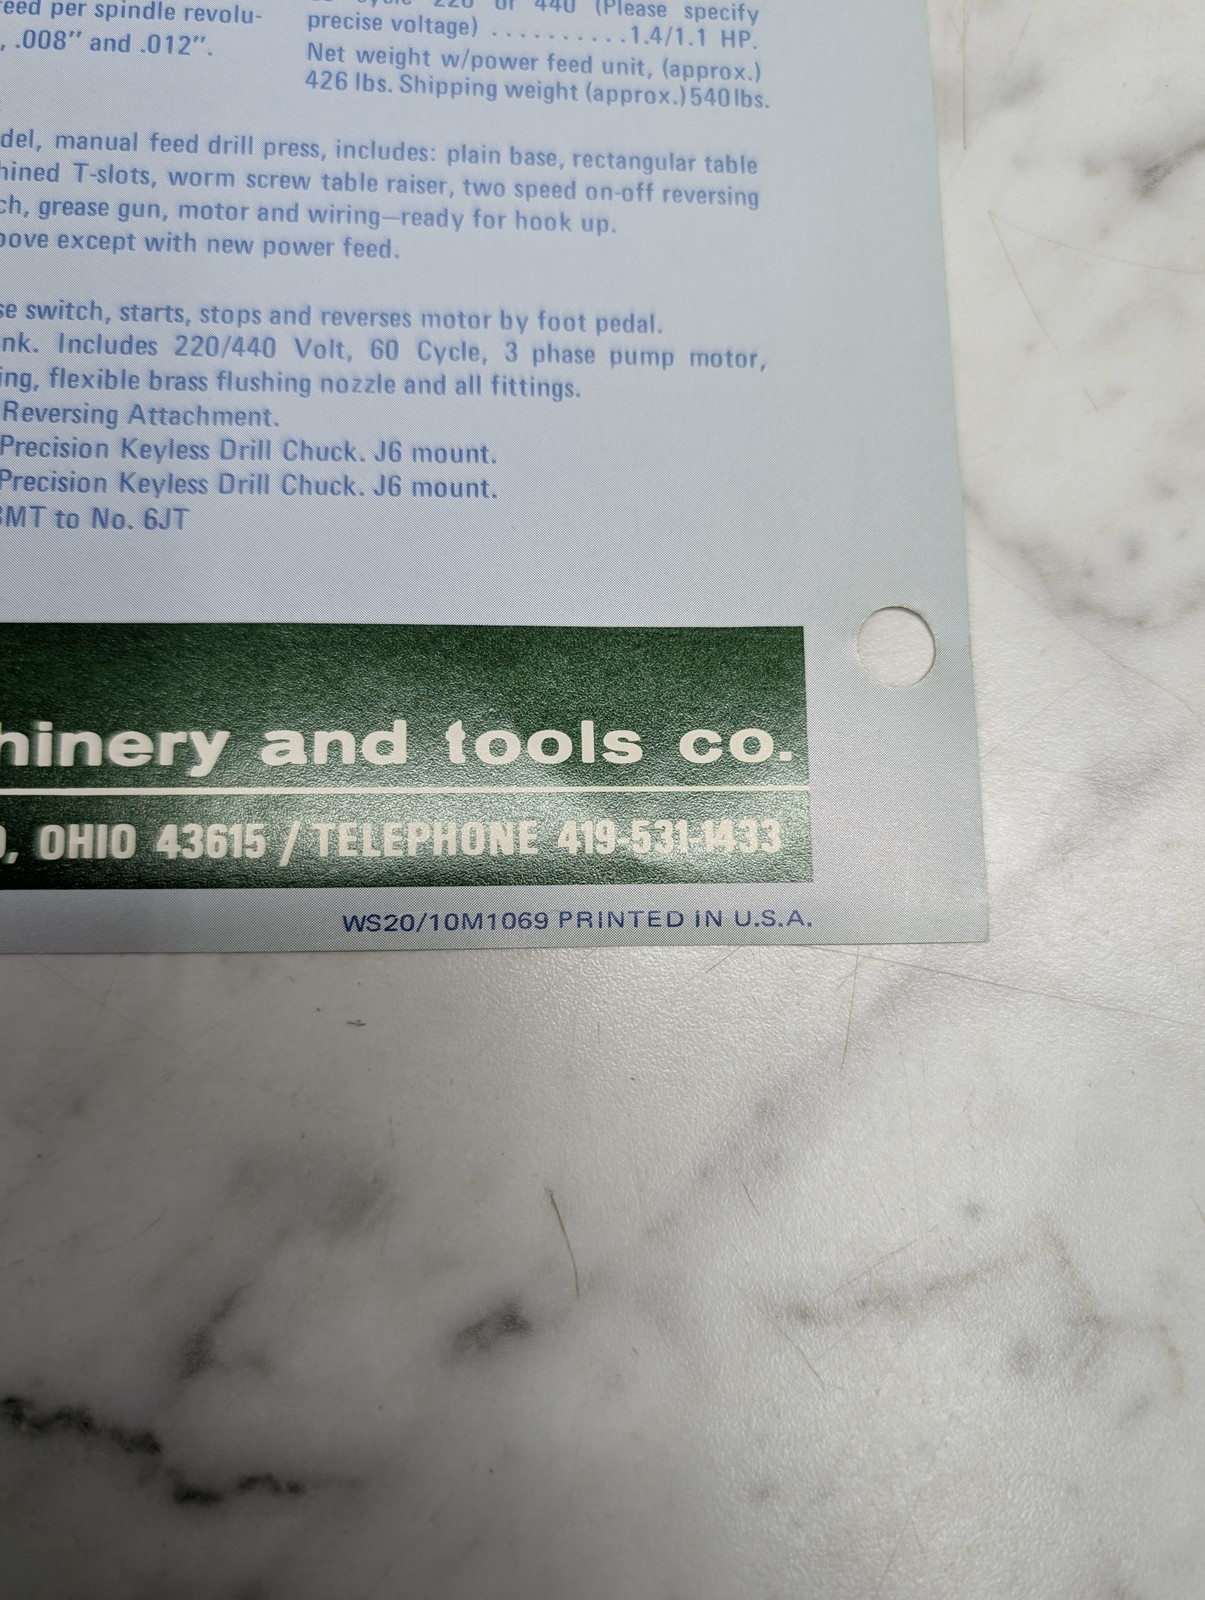 eed per spindle revolu-
, .008" and .012".
220 or 440 (Please specify
precise voltage) ..........1.4/1.1 HP.
Net weight w/power feed unit, (approx.)
426 lbs. Shipping weight (approx.) 540 lbs.
del, manual feed drill press, includes: plain base, rectangular table
hined T-slots, worm screw table raiser, two speed on-off reversing
ch, grease gun, motor and wiring—ready for hook up.
bove except with new power feed.
se switch, starts, stops and reverses motor by foot pedal.
nk. Includes 220/440 Volt, 60 Cycle, 3 phase pump motor,
ing, flexible brass flushing nozzle and all fittings.
Reversing Attachment.
Precision Keyless Drill Chuck. J6 mount.
Precision Keyless Drill Chuck. J6 mount.
3MT to No. 6JT
hinery and tools co.
, OHIO 43615 / TELEPHONE 419-531-1433
WS20/10M1069 PRINTED IN U.S.A.